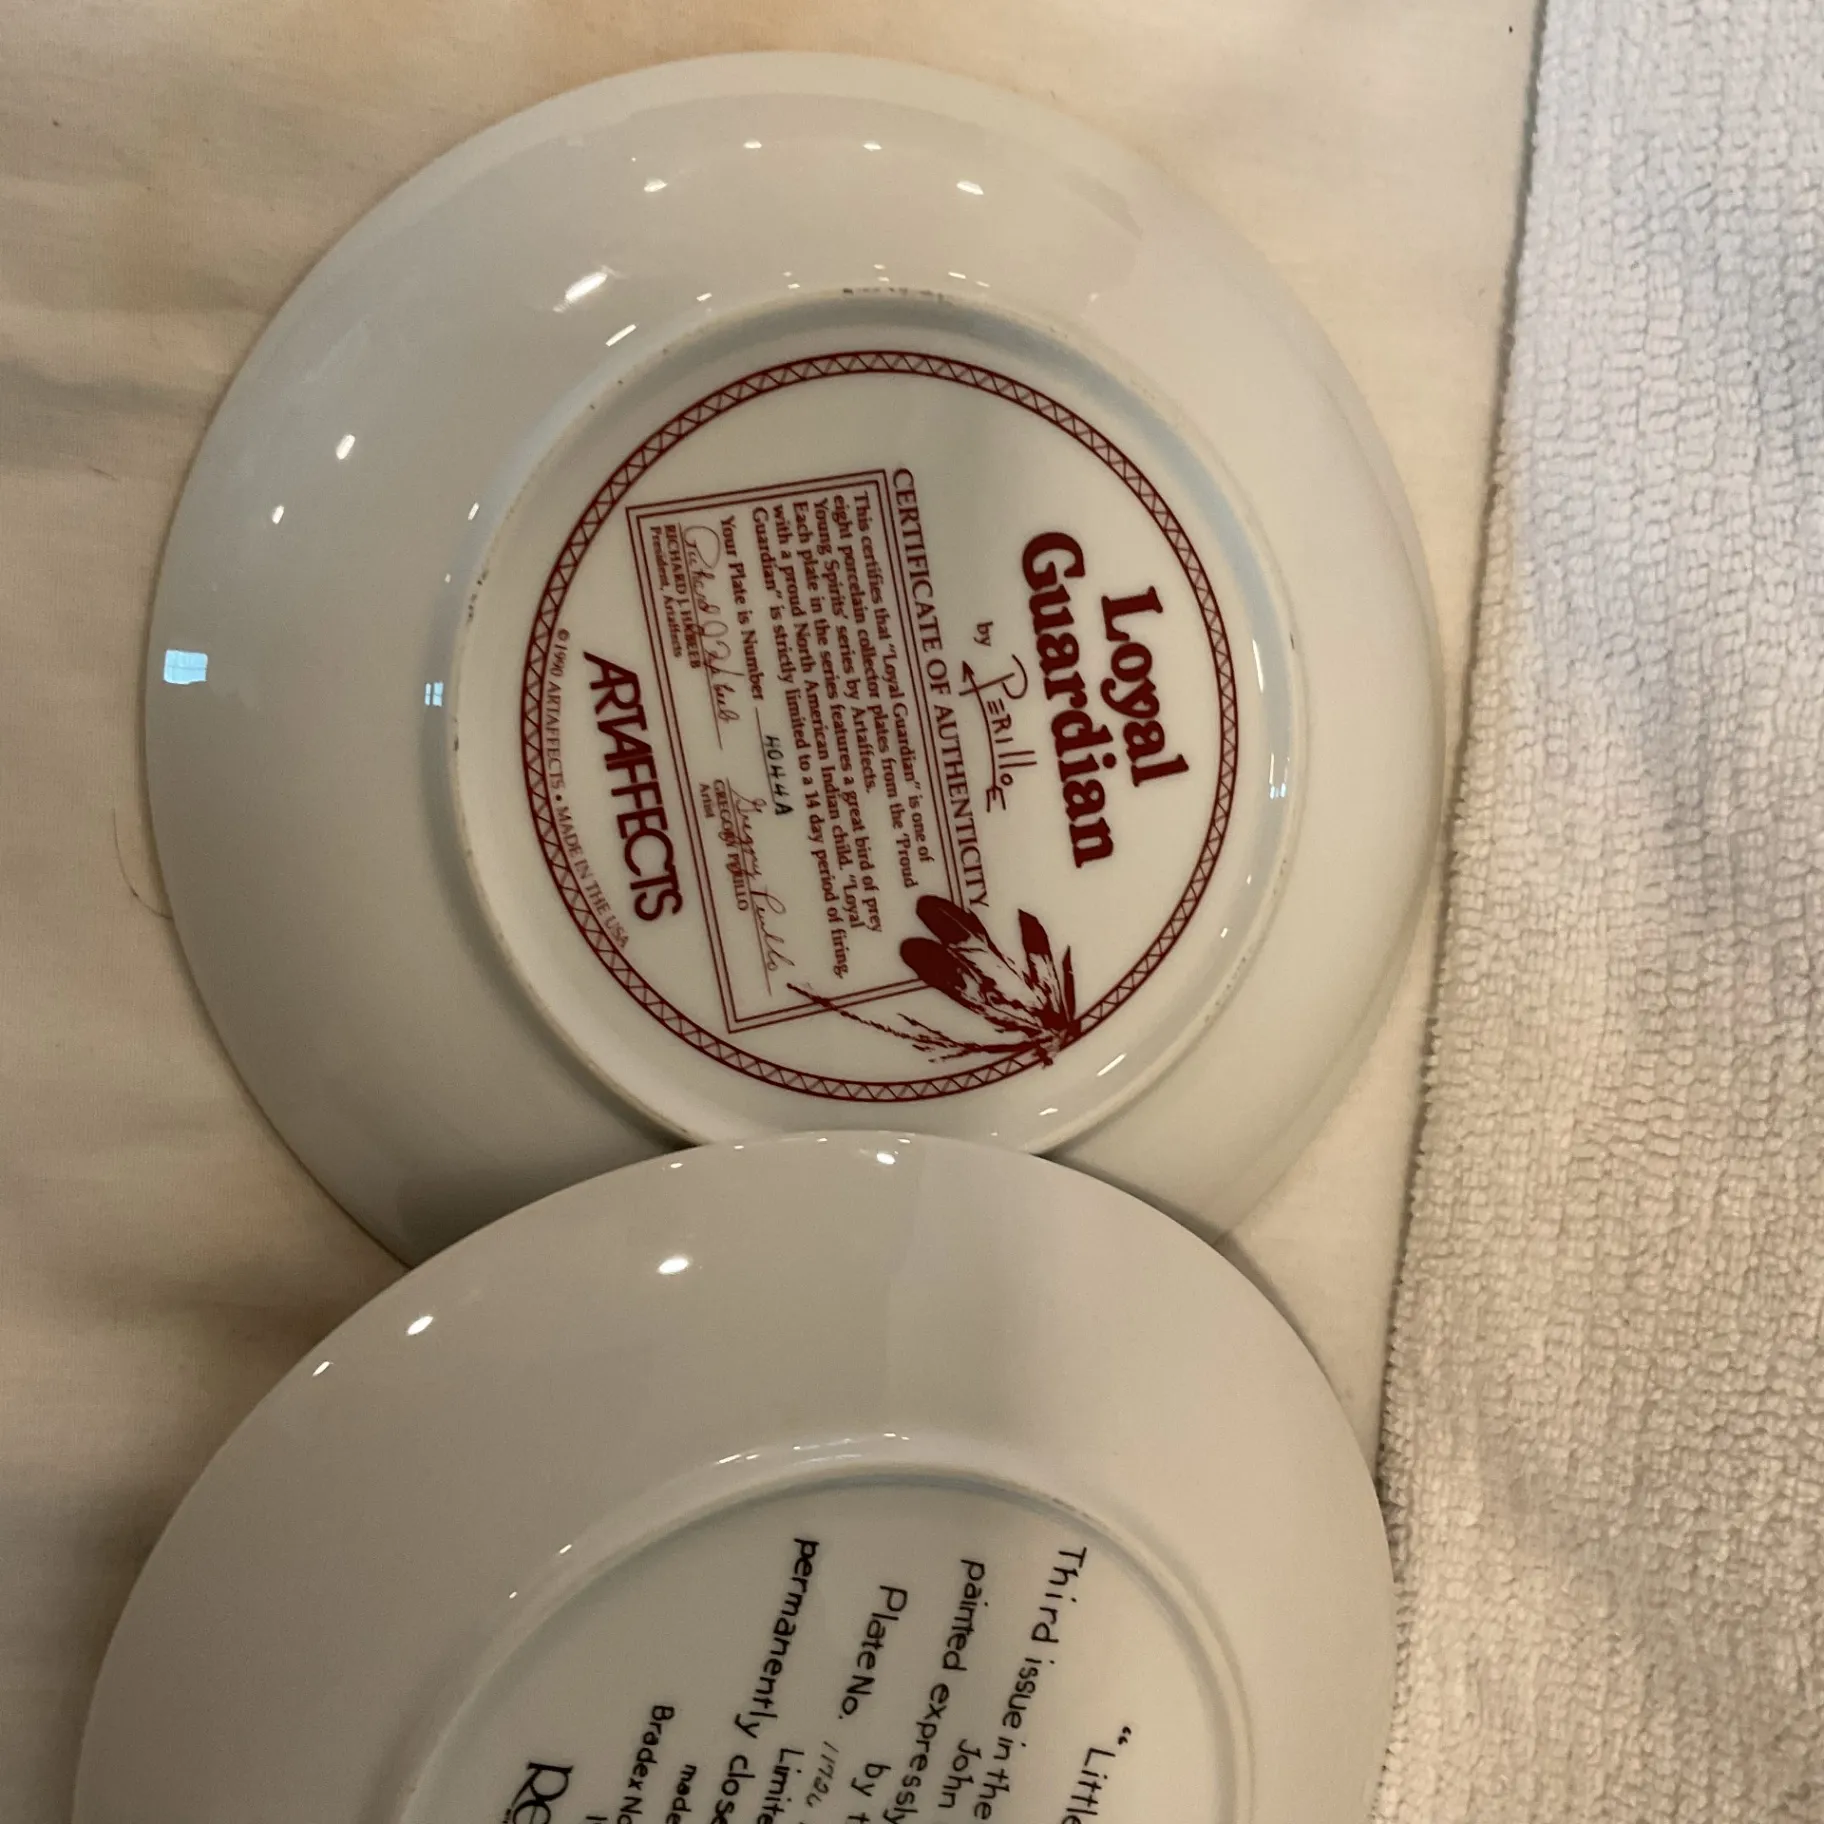 Loyal
Guardian
by PERILLO
CERTIFICATE OF AUTHENTICITY
This certifies that "Loyal Guardian" is one of
eight porcelain collector plates from the 'Proud
Young Spirits' series by Artaffects.
Each plate in the series features a great bird of prey
with a proud North American Indian child. "Loyal
Guardian" is strictly limited to a 14 day period of firing.
Your Plate is Number
Gregory Perillo
RICHARD J. HABEEB
GREGORY PERILLO
President, Artaffects
Artist
ARTAFFECTS
© 1990 ARTAFFECTS • MADE IN THE USA
"Little
Third issue in the
John
painted expressly
by t
Plate No.
Limite
permanently close
made
Bradex No